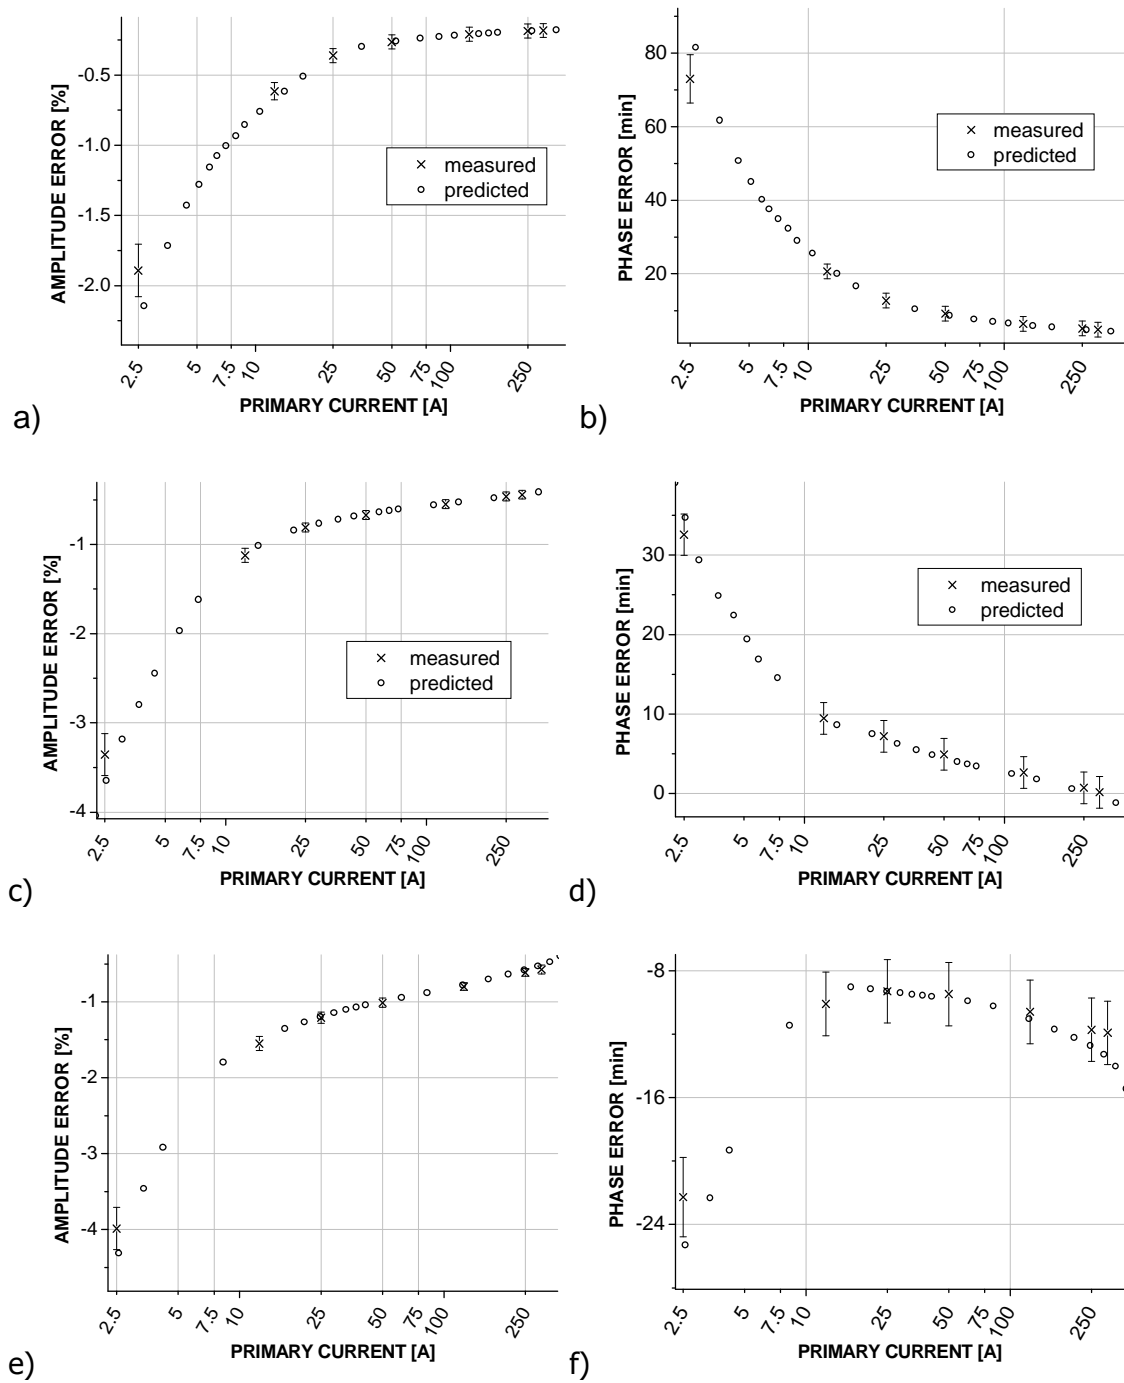 AMPLITUDE ERROR [%]
-0.5
-1.0
-1.5
-2.0
measured
predicted
2.5
5
7.5
10
25
50
75
100
250
PRIMARY CURRENT [A]
a)
PHASE ERROR [min]
80
60
40
20
measured
predicted
2.5
5
7.5
10
25
50
75
100
250
PRIMARY CURRENT [A]
b)
AMPLITUDE ERROR [%]
-1
-2
-3
-4
measured
predicted
2.5
5
7.5
10
25
50
75
100
250
PRIMARY CURRENT [A]
c)
PHASE ERROR [min]
30
20
10
0
measured
predicted
2.5
5
7.5
10
25
50
75
100
250
PRIMARY CURRENT [A]
d)
AMPLITUDE ERROR [%]
-1
-2
-3
-4
2.5
5
7.5
10
25
50
75
100
250
PRIMARY CURRENT [A]
e)
PHASE ERROR [min]
-8
-16
-24
2.5
5
7.5
10
25
50
75
100
250
PRIMARY CURRENT [A]
f)